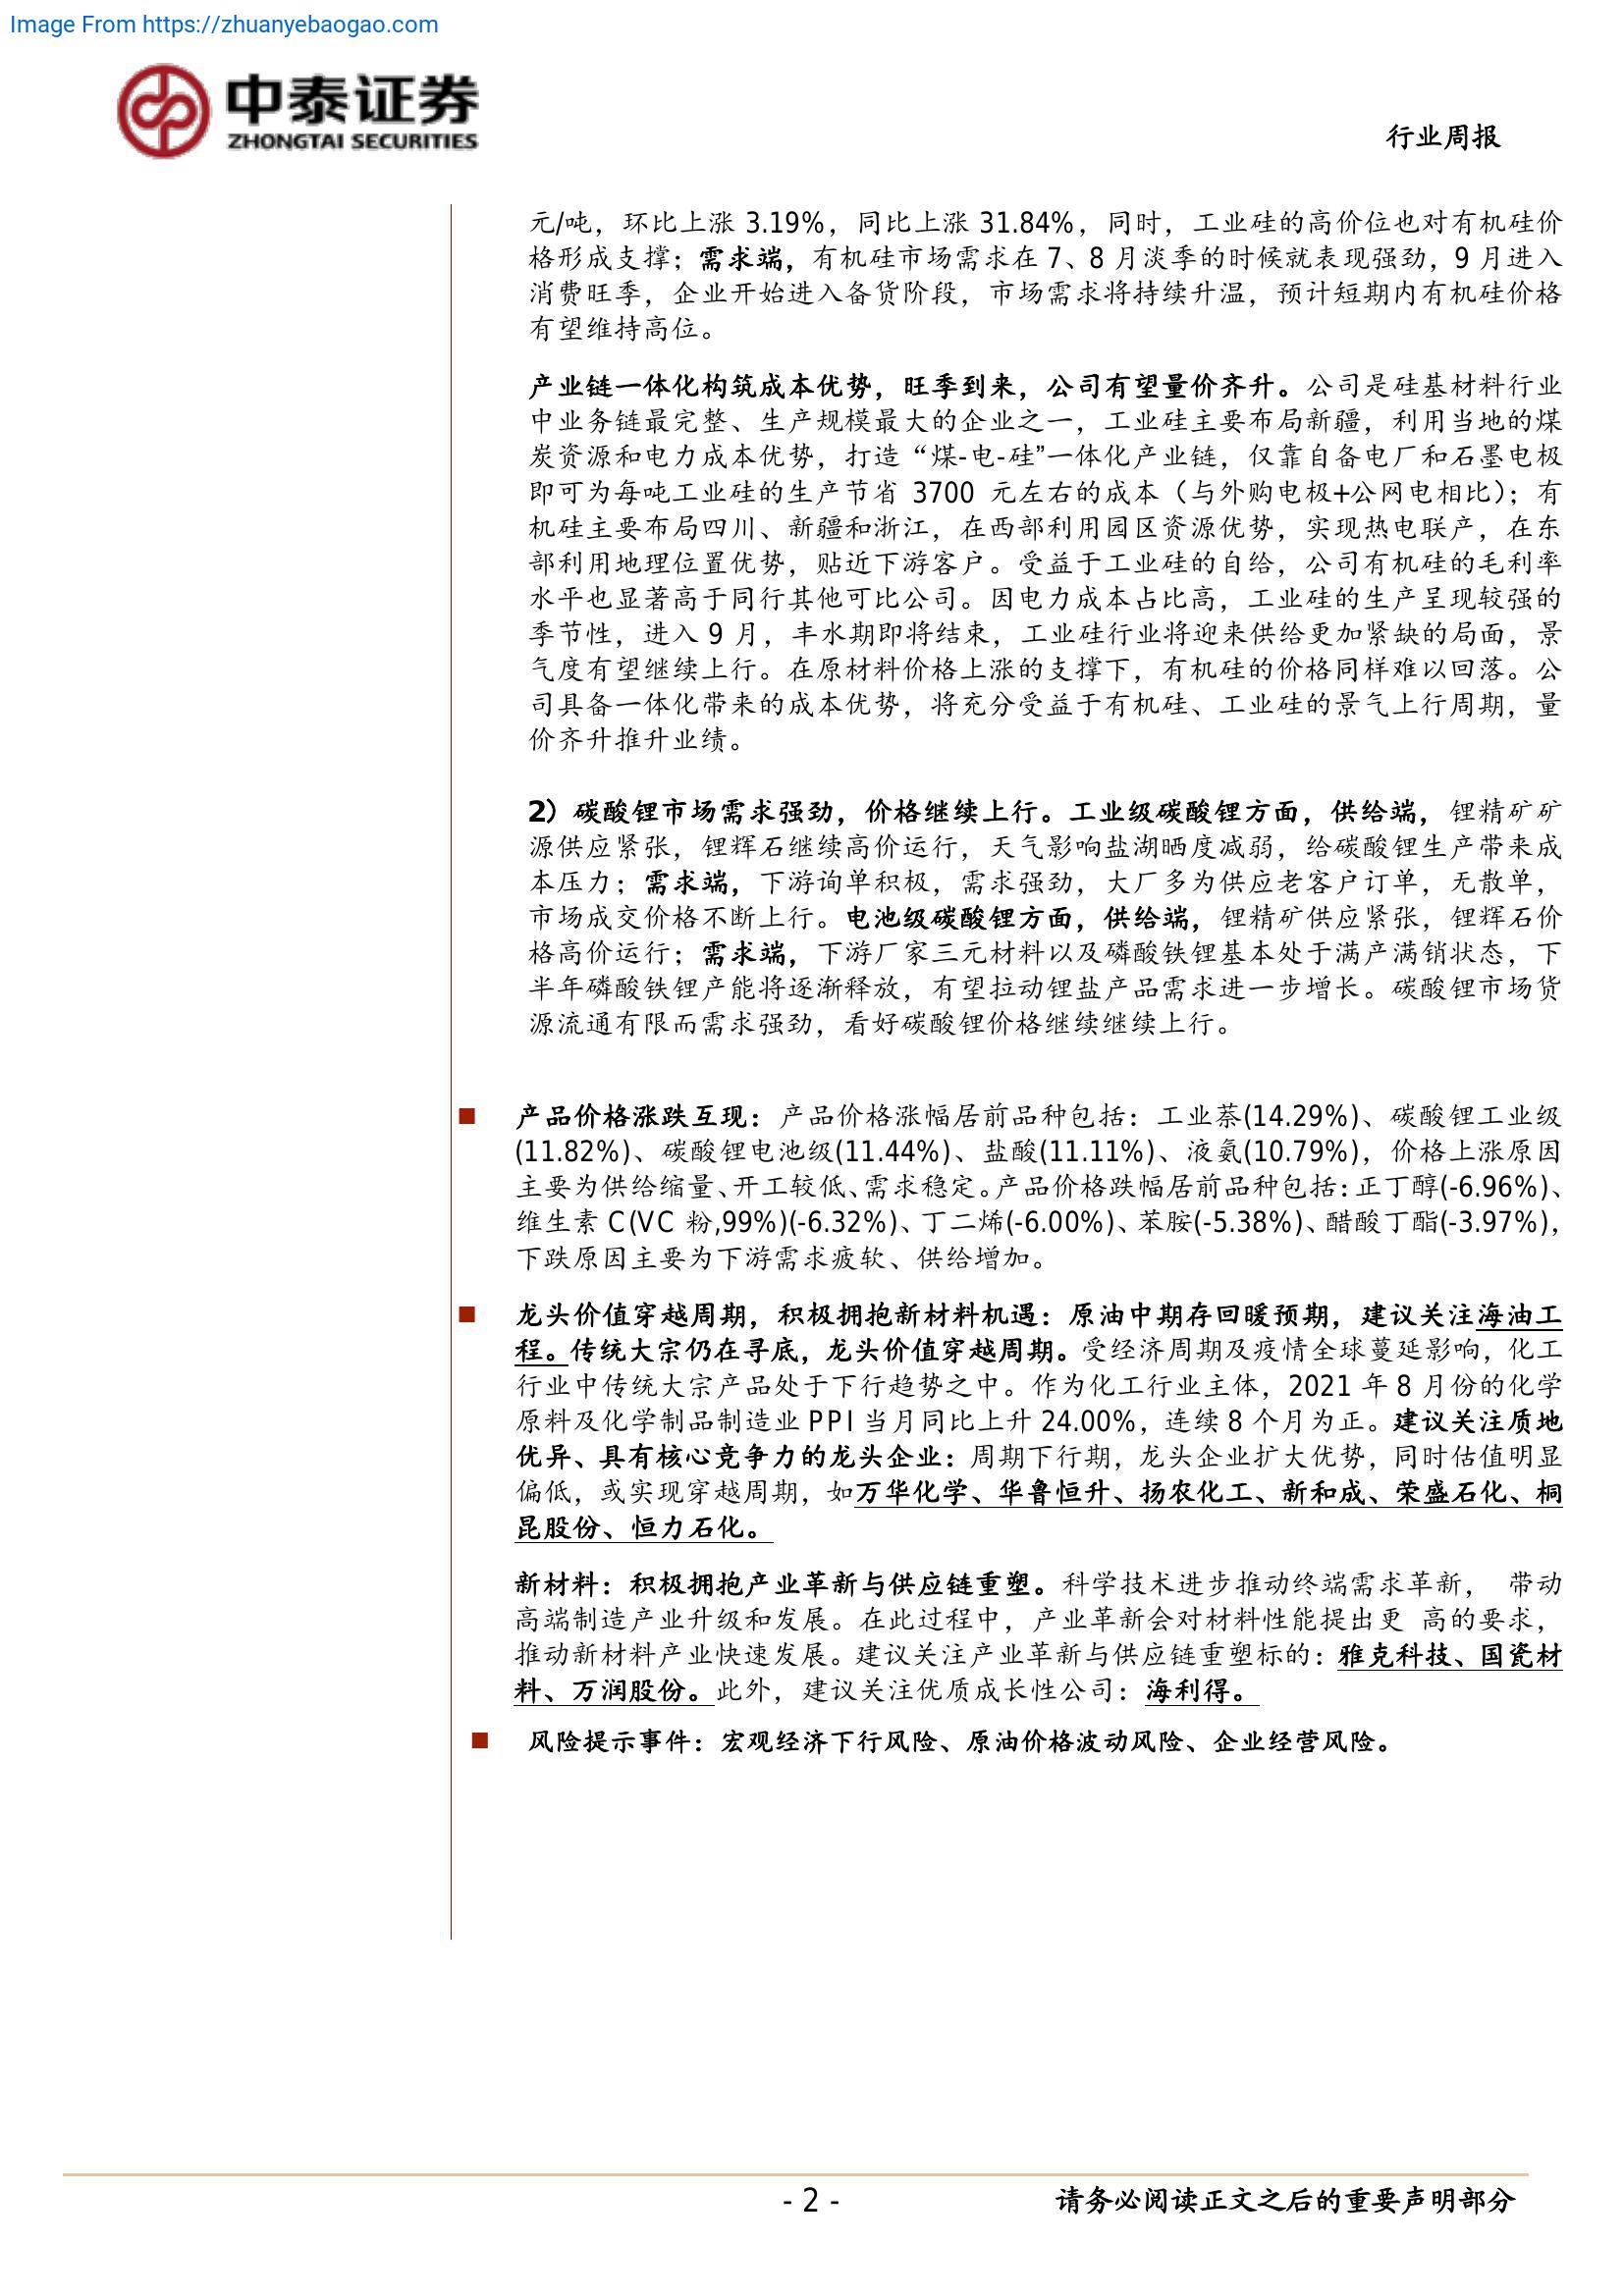 Image From https://zhuanyebaogao.com
中泰证券
ZHONGTAI SECURITIES
行业周报
元/吨，环比上涨 3.19%，同比上涨 31.84%，同时，工业硅的高价位也对有机硅价
格形成支撑；需求端，有机硅市场需求在 7、8 月淡季的时候就表现强劲，9 月进入
消费旺季，企业开始进入备货阶段，市场需求将持续升温，预计短期内有机硅价格
有望维持高位。
产业链一体化构筑成本优势，旺季到来，公司有望量价齐升。公司是硅基材料行业
中业务链最完整、生产规模最大的企业之一，工业硅主要布局新疆，利用当地的煤
炭资源和电力成本优势，打造“煤-电-硅”一体化产业链，仅靠自备电厂和石墨电极
即可为每吨工业硅的生产节省 3700 元左右的成本（与外购电极+公网电相比）；有
机硅主要布局四川、新疆和浙江，在西部利用园区资源优势，实现热电联产，在东
部利用地理位置优势，贴近下游客户。受益于工业硅的自给，公司有机硅的毛利率
水平也显著高于同行其他可比公司。因电力成本占比高，工业硅的生产呈现较强的
季节性，进入 9 月，丰水期即将结束，工业硅行业将迎来供给更加紧缺的局面，景
气度有望继续上行。在原材料价格上涨的支撑下，有机硅的价格同样难以回落。公
司具备一体化带来的成本优势，将充分受益于有机硅、工业硅的景气上行周期，量
价齐升推升业绩。
2）碳酸锂市场需求强劲，价格继续上行。工业级碳酸锂方面，供给端，锂精矿矿
源供应紧张，锂辉石继续高价运行，天气影响盐湖晒度减弱，给碳酸锂生产带来成
本压力；需求端，下游询单积极，需求强劲，大厂多为供应老客户订单，无散单，
市场成交价格不断上行。电池级碳酸锂方面，供给端，锂精矿供应紧张，锂辉石价
格高价运行；需求端，下游厂家三元材料以及磷酸铁锂基本处于满产满销状态，下
半年磷酸铁锂产能将逐渐释放，有望拉动锂盐产品需求进一步增长。碳酸锂市场货
源流通有限而需求强劲，看好碳酸锂价格继续继续上行。
■ 产品价格涨跌互现：产品价格涨幅居前品种包括：工业萘(14.29%)、碳酸锂工业级
(11.82%)、碳酸锂电池级(11.44%)、盐酸(11.11%)、液氨(10.79%)，价格上涨原因
主要为供给缩量、开工较低、需求稳定。产品价格跌幅居前品种包括：正丁醇(-6.96%)、
维生素 C(VC 粉,99%)(-6.32%)、丁二烯(-6.00%)、苯胺(-5.38%)、醋酸丁酯(-3.97%)，
下跌原因主要为下游需求疲软、供给增加。
■ 龙头价值穿越周期，积极拥抱新材料机遇：原油中期存回暖预期，建议关注海油工
程。传统大宗仍在寻底，龙头价值穿越周期。受经济周期及疫情全球蔓延影响，化工
行业中传统大宗产品处于下行趋势之中。作为化工行业主体，2021 年 8 月份的化学
原料及化学制品制造业 PPI 当月同比上升 24.00%，连续 8 个月为正。建议关注质地
优异、具有核心竞争力的龙头企业：周期下行期，龙头企业扩大优势，同时估值明显
偏低，或实现穿越周期，如万华化学、华鲁恒升、扬农化工、新和成、荣盛石化、桐
昆股份、恒力石化。
新材料：积极拥抱产业革新与供应链重塑。科学技术进步推动终端需求革新， 带动
高端制造产业升级和发展。在此过程中，产业革新会对材料性能提出更 高的要求，
推动新材料产业快速发展。建议关注产业革新与供应链重塑标的：雅克科技、国瓷材
料、万润股份。此外，建议关注优质成长性公司：海利得。
■ 风险提示事件：宏观经济下行风险、原油价格波动风险、企业经营风险。
- 2 -
请务必阅读正文之后的重要声明部分